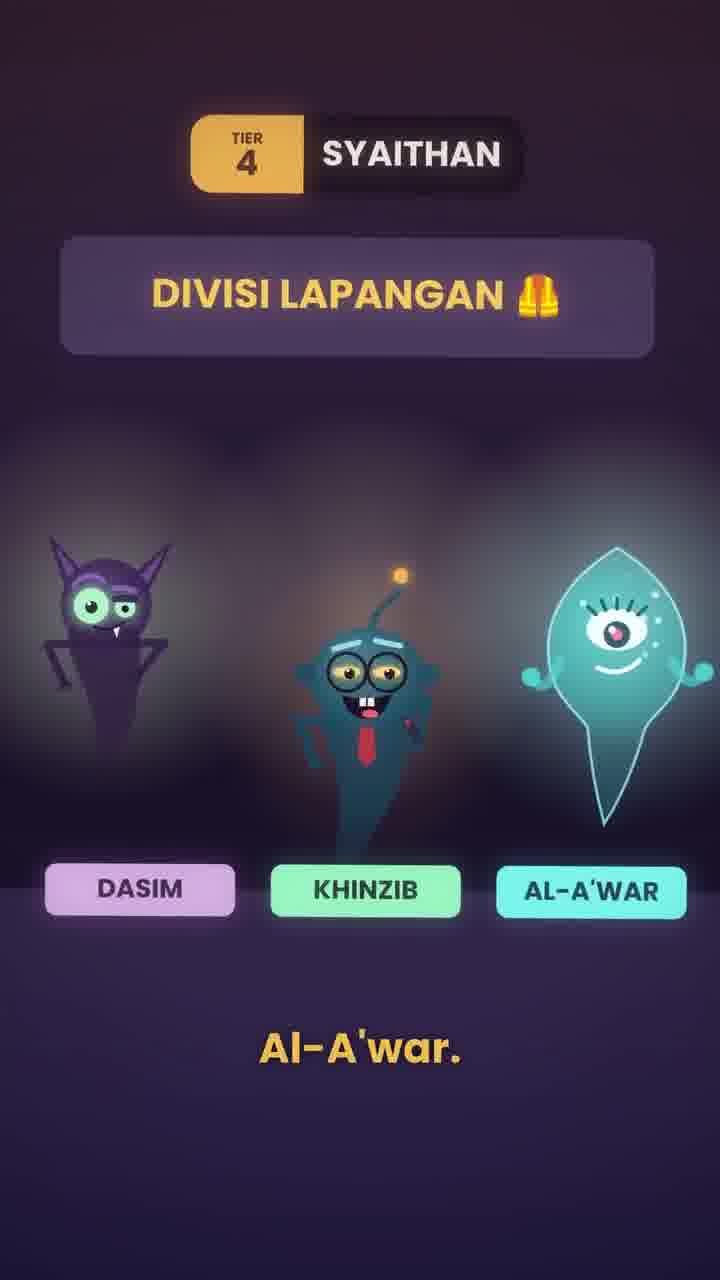 TIER
4
SYAITHAN
DIVISI LAPANGAN 🦺
DASIM
KHINZIB
AL-A'WAR
Al-A'war.